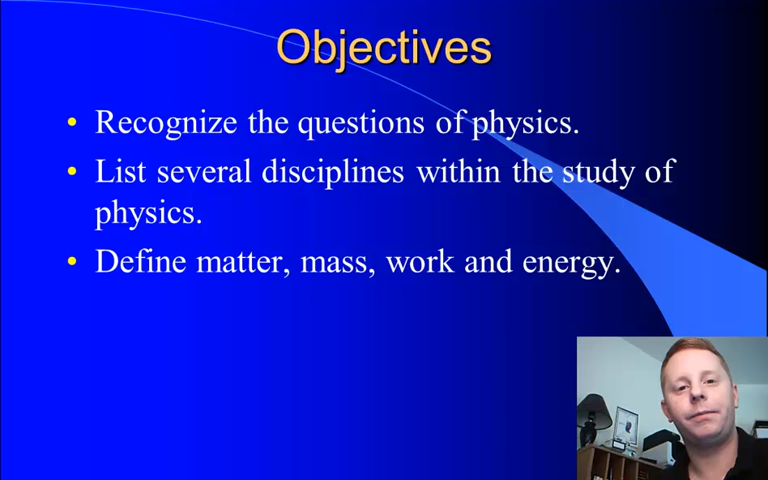 Objectives
• Recognize the questions of physics.
• List several disciplines within the study of
physics.
• Define matter, mass, work and energy.